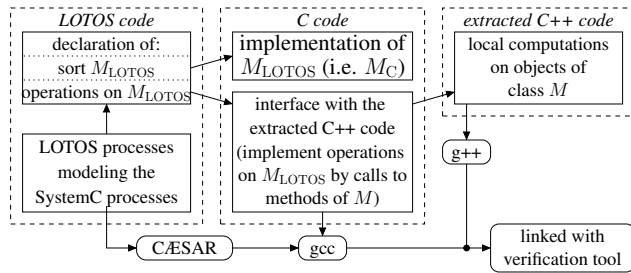 LOTOS code
declaration of:
sort M_LOTOS
operations on M_LOTOS
LOTOS processes
modeling the
SystemC processes
C code
implementation of
M_LOTOS (i.e. M_C)
interface with the
extracted C++ code
(implement operations
on M_LOTOS by calls to
methods of M)
extracted C++ code
local computations
on objects of
class M
g++
CÆSAR
gcc
linked with
verification tool